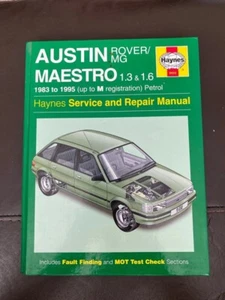 AUSTIN ROVER/
MG
MAESTRO 1.3 & 1.6
1983 to 1995 (up to M registration) Petrol
Haynes Service and Repair Manual
Haynes
Includes Fault Finding and MOT Test Check Sections